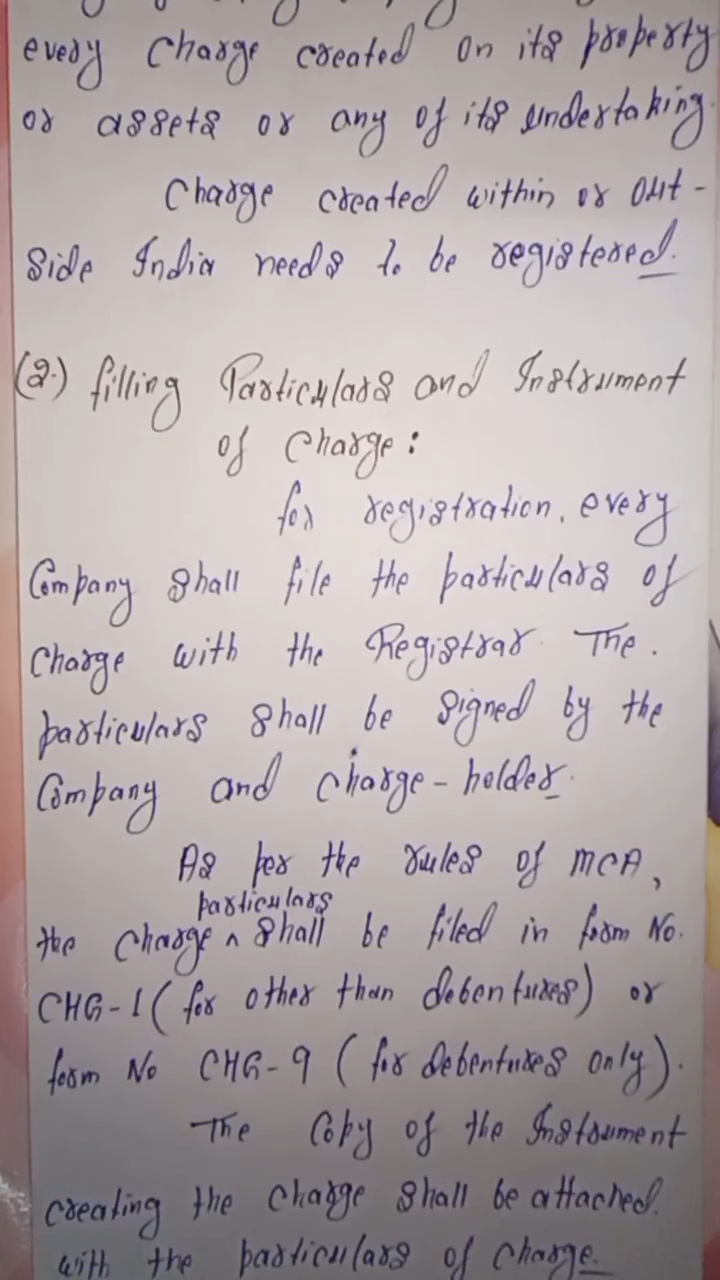 every charge created on its property
or assets or any of its undertaking.
Charge created within or out-
side India needs to be registered.
(2.) filling Particulars and Instrument
of Charge:
for registration, every
Company shall file the particulars of
charge with the Registrar. The
particulars shall be signed by the
Company and charge-holder.
As per the rules of MCA,
particulars
the charge ^ shall be filed in form No.
CHG-1 (for other than debentures) or
form No CHG-9 (for debentures only).
The Copy of the Instrument
creating the charge shall be attached
with the particulars of charge.